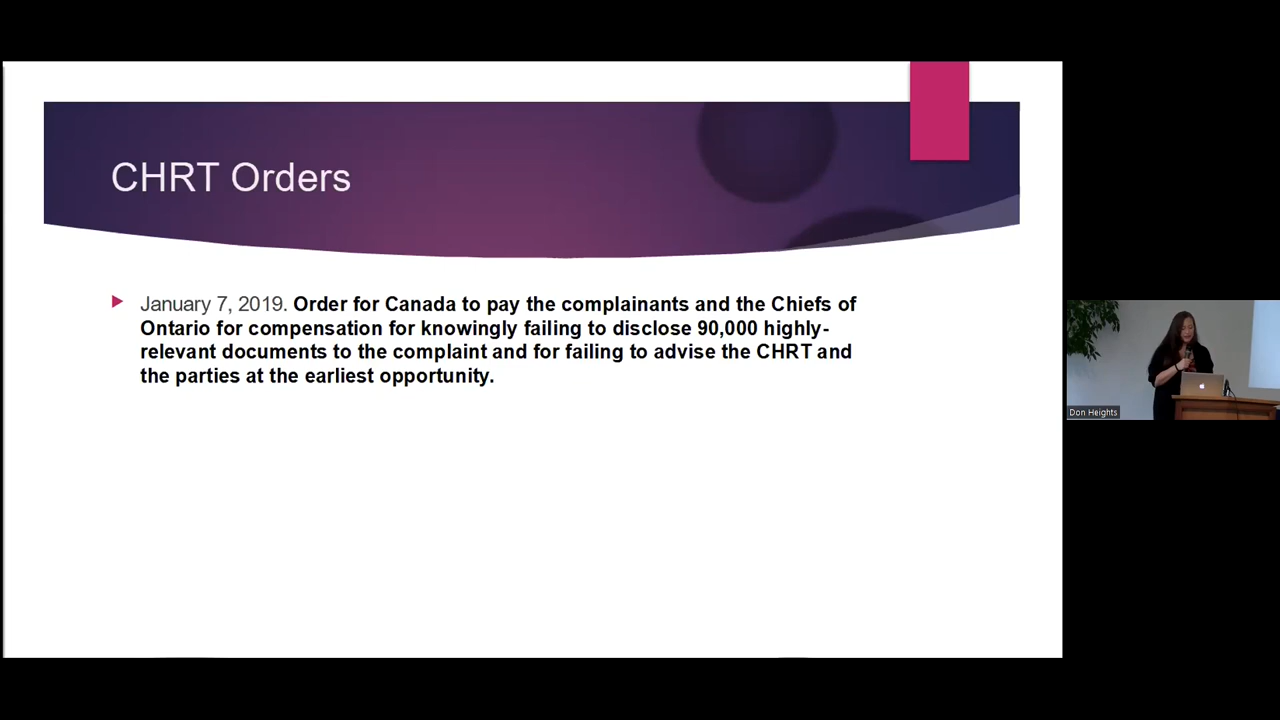 CHRT Orders
January 7, 2019. Order for Canada to pay the complainants and the Chiefs of
Ontario for compensation for knowingly failing to disclose 90,000 highly-
relevant documents to the complaint and for failing to advise the CHRT and
the parties at the earliest opportunity.
Don Heights